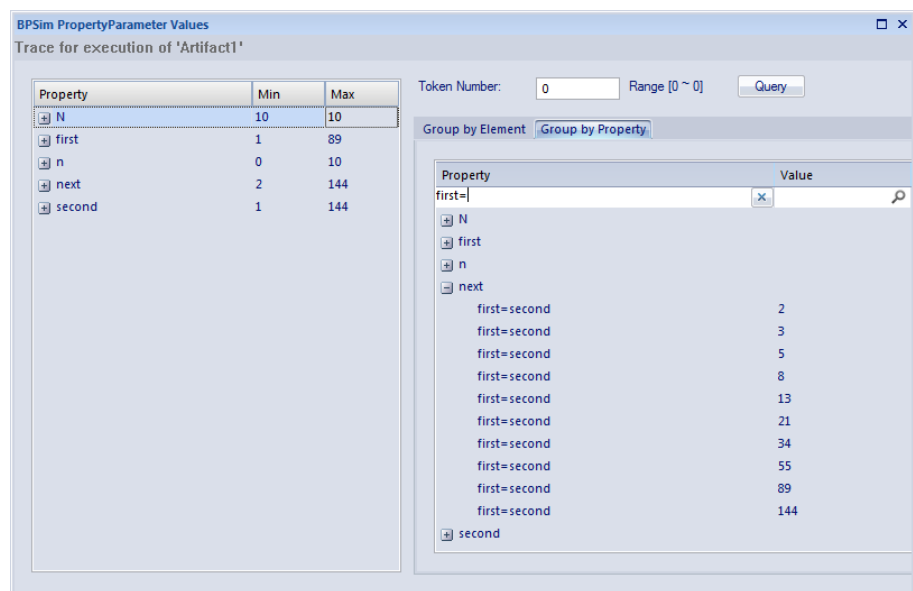 BPSim PropertyParameter Values
Trace for execution of 'Artifact1'
Property Min Max
N 10 10
first 1 89
n 0 10
next 2 144
second 1 144
Token Number: 0 Range [0 ~ 0] Query
Group by Element Group by Property
Property Value
first=
N
first
n
next
first=second 2
first=second 3
first=second 5
first=second 8
first=second 13
first=second 21
first=second 34
first=second 55
first=second 89
first=second 144
second